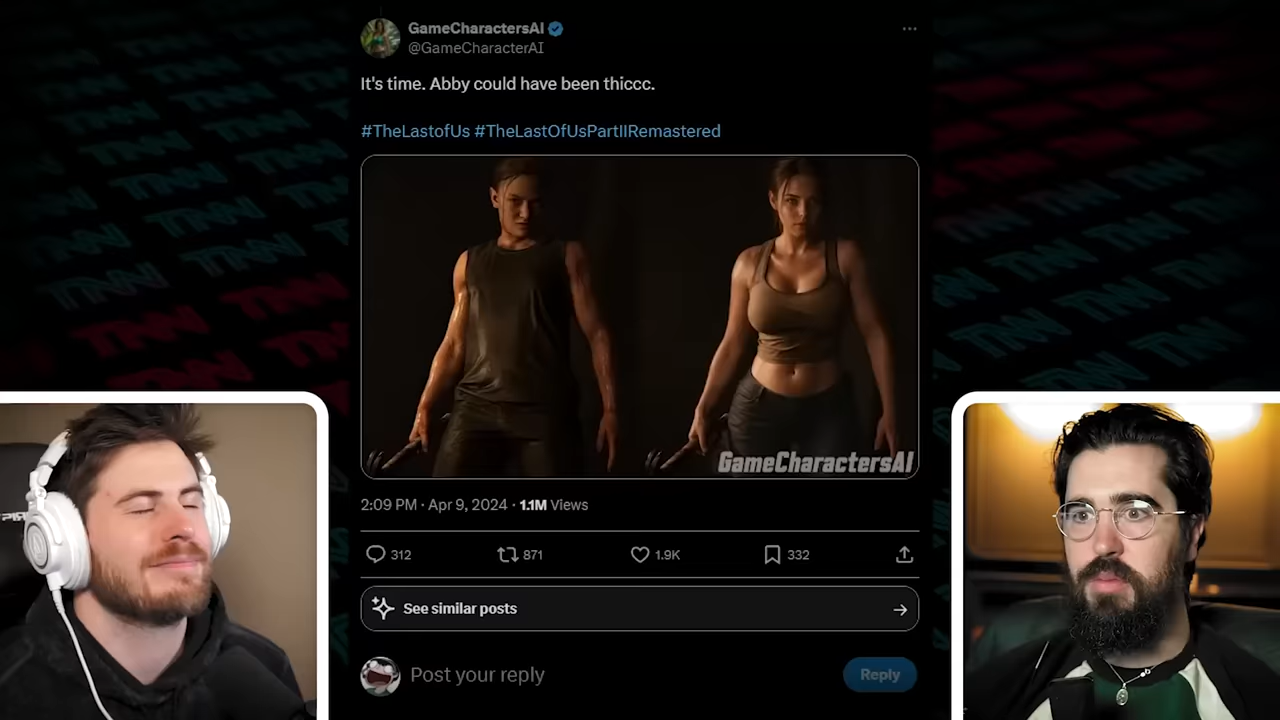 GameCharactersAI
@GameCharacterAI
It's time. Abby could have been thiccc.
#TheLastofUs #TheLastOfUsPartIIRemastered
GameCharactersAI
2:09 PM · Apr 9, 2024 · 1.1M Views
312 871 1.9K 332
See similar posts
Post your reply
Reply